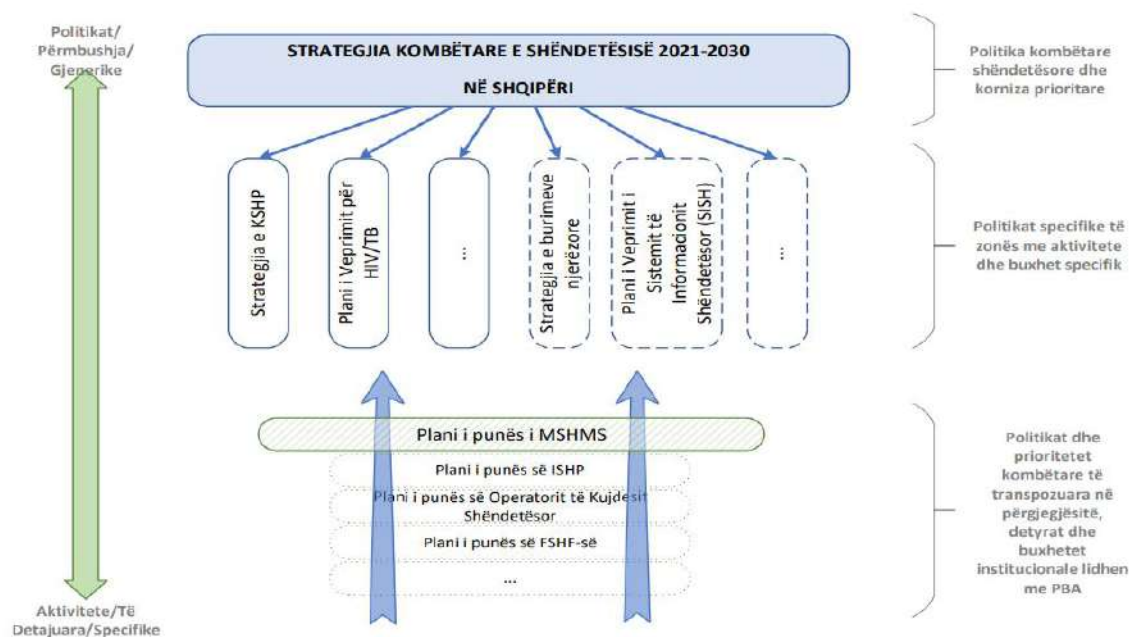 Politikat/
Përmbushja/
Gjenerike
STRATEGJIA KOMBËTARE E SHËNDETËSISË 2021-2030
NË SHQIPËRI
Politika kombëtare
shëndetësore dhe
korniza prioritare
Strategjia e KSHP
Plani i Veprimit për
HIV/TB
...
Strategjia e burimeve
njerëzore
Plani i Veprimit i
Sistemit të
Informacionit
Shëndetësor (SISH)
...
Politikat specifike të
zonës me aktivitete
dhe buxhet specifik
Plani i punës i MSHMS
Plani i punës së ISHP
Plani i punës së Operatorit të Kujdesit
Shëndetësor
Plani i punës së FSHF-së
...
Politikat dhe
prioritetet
kombëtare të
transpozuara në
përgjegjësitë,
detyrat dhe
buxhetet
institucionale lidhen
me PBA
Aktivitete/Të
Detajuara/Specifike